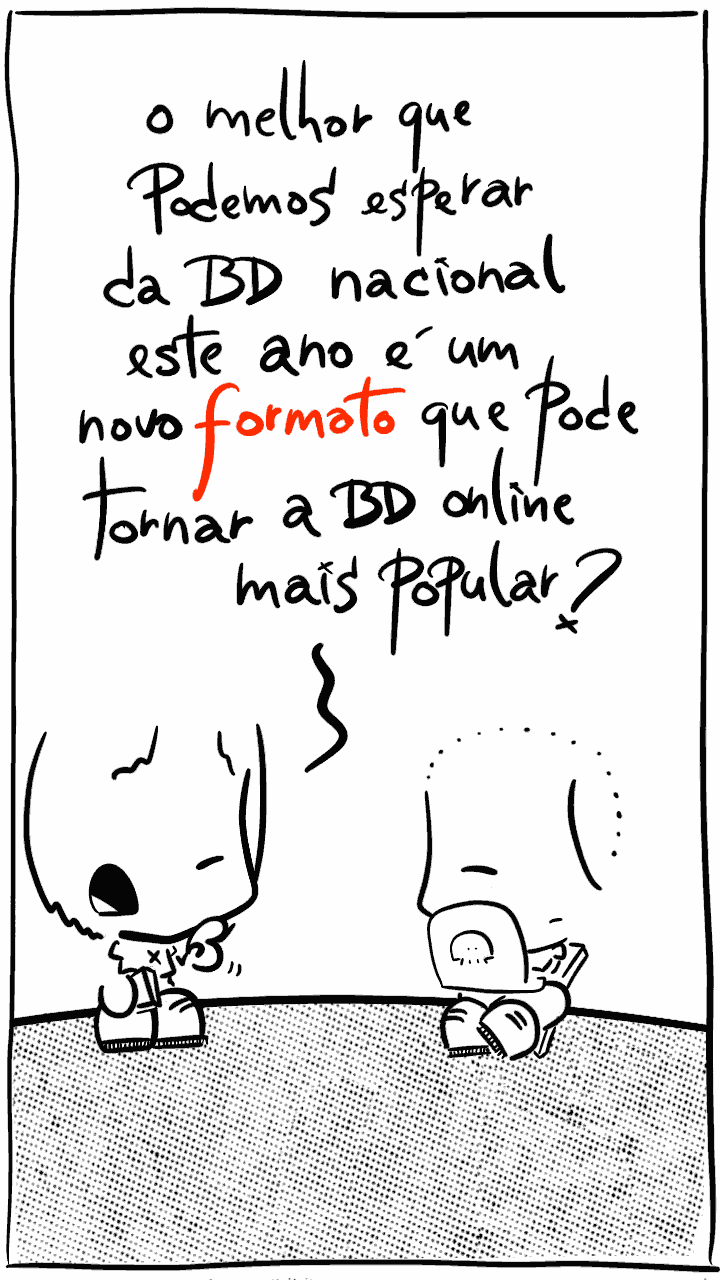 o melhor que
Podemos esperar
da BD nacional
este ano é um
novo formato que pode
tornar a BD online
mais popular?